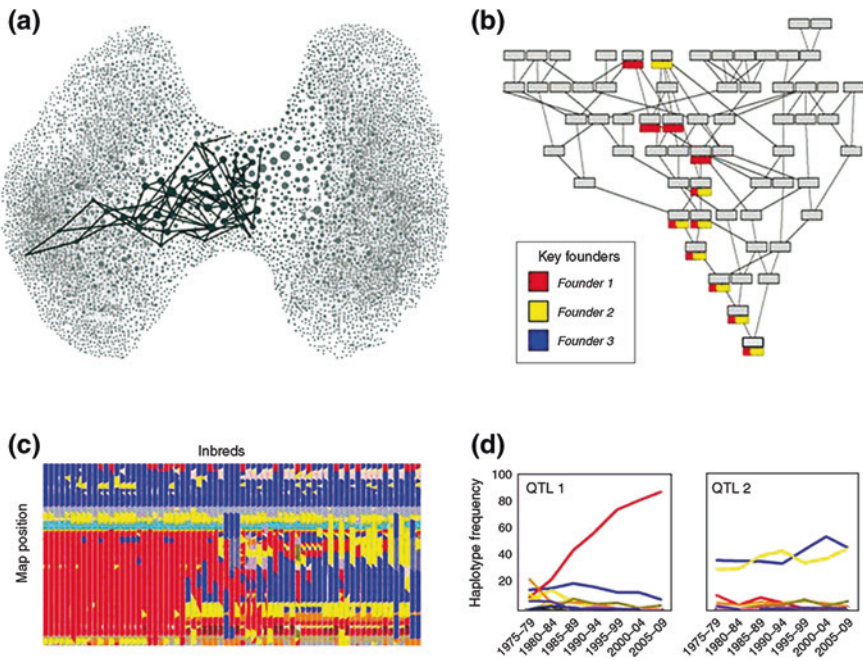 (a)
(b)
Key founders
Founder 1
Founder 2
Founder 3
(c)
Inbreds
Map position
(d)
Haplotype frequency
100
80
60
40
20
QTL 1
QTL 2
1975–79
1980–84
1985–89
1990–94
1995–99
2000–04
2005–09
1975–79
1980–84
1985–89
1990–94
1995–99
2000–04
2005–09